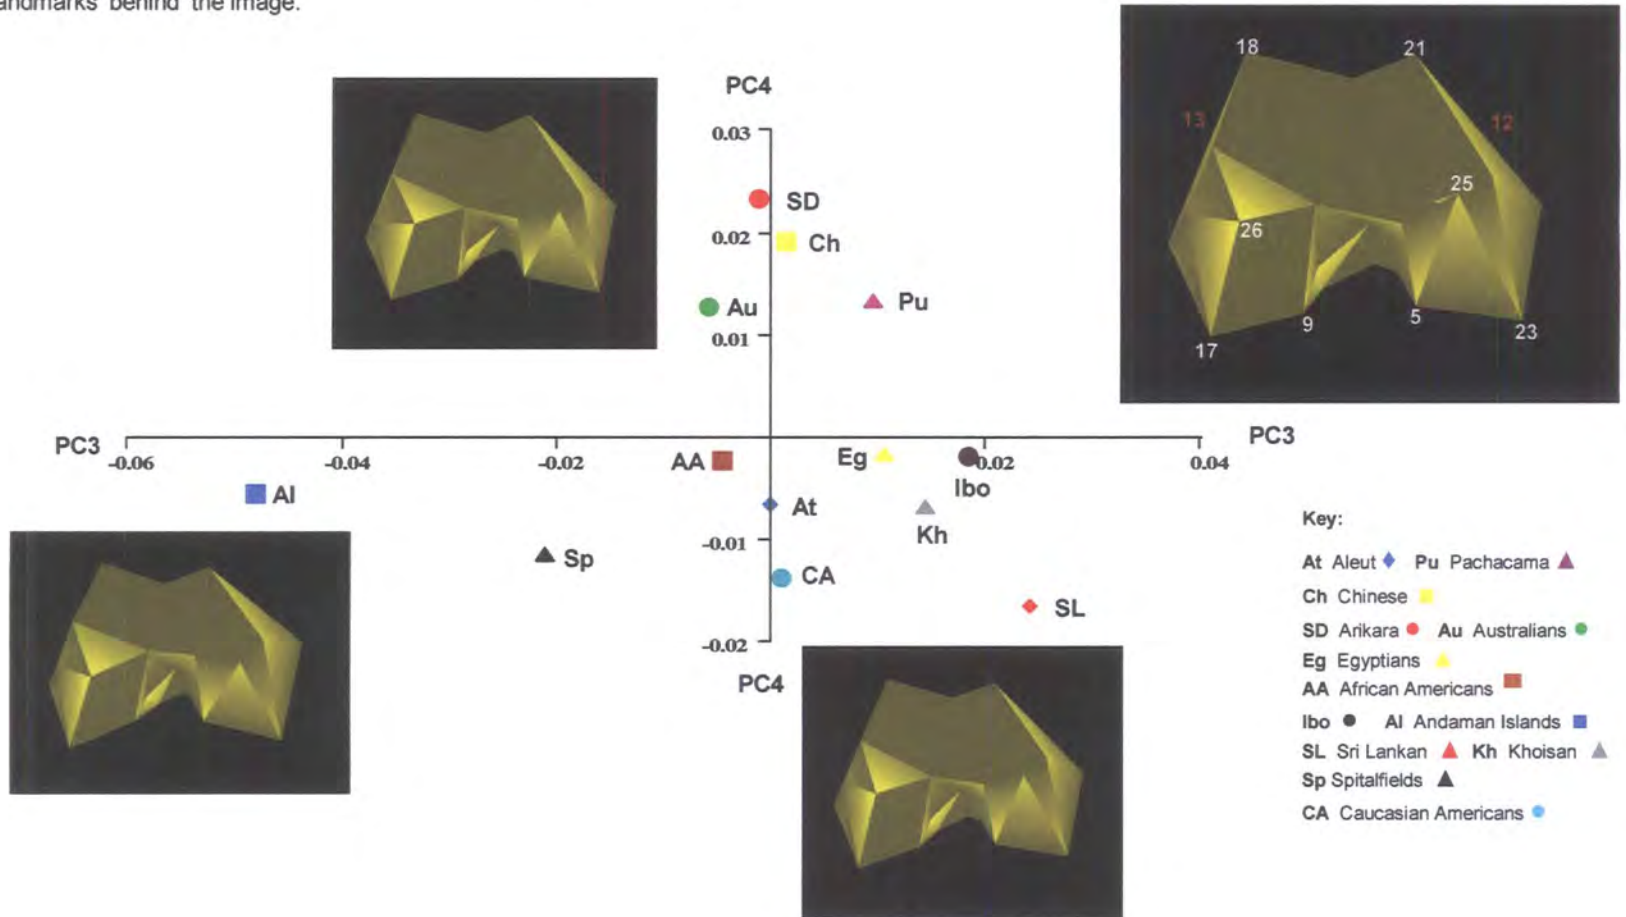 landmarks behind the image.
18 21
13 12
25
26
9 5 23
17
PC4
0.03
SD
0.02 Ch
Au Pu
0.01
PC3 -0.06 -0.04 -0.02 0.02 0.04 PC3
AA Eg Ibo
AI At Kh
-0.01
Sp CA
SL
-0.02
PC4
Key:
At Aleut Pu Pachacama
Ch Chinese
SD Arikara Au Australians
Eg Egyptians
AA African Americans
Ibo AI Andaman Islands
SL Sri Lankan Kh Khoisan
Sp Spitalfields
CA Caucasian Americans